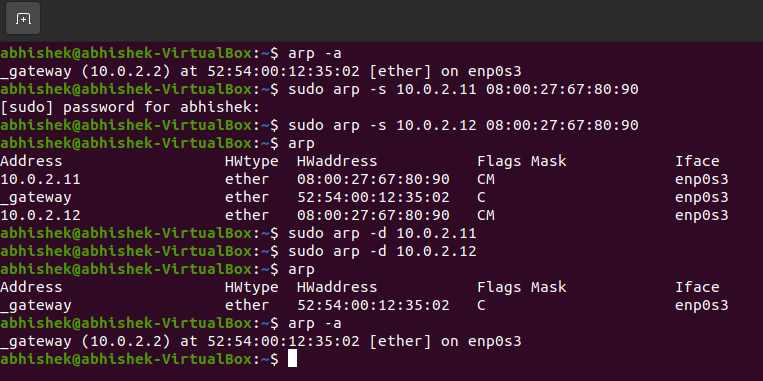 abhishek@abhishek-VirtualBox:~$ arp -a
_gateway (10.0.2.2) at 52:54:00:12:35:02 [ether] on enp0s3
abhishek@abhishek-VirtualBox:~$ sudo arp -s 10.0.2.11 08:00:27:67:80:90
[sudo] password for abhishek:
abhishek@abhishek-VirtualBox:~$ sudo arp -s 10.0.2.12 08:00:27:67:80:90
abhishek@abhishek-VirtualBox:~$ arp
Address                  HWtype  HWaddress           Flags Mask            Iface
10.0.2.11                ether   08:00:27:67:80:90   CM                    enp0s3
_gateway                 ether   52:54:00:12:35:02   C                     enp0s3
10.0.2.12                ether   08:00:27:67:80:90   CM                    enp0s3
abhishek@abhishek-VirtualBox:~$ sudo arp -d 10.0.2.11
abhishek@abhishek-VirtualBox:~$ sudo arp -d 10.0.2.12
abhishek@abhishek-VirtualBox:~$ arp
Address                  HWtype  HWaddress           Flags Mask            Iface
_gateway                 ether   52:54:00:12:35:02   C                     enp0s3
abhishek@abhishek-VirtualBox:~$ arp -a
_gateway (10.0.2.2) at 52:54:00:12:35:02 [ether] on enp0s3
abhishek@abhishek-VirtualBox:~$